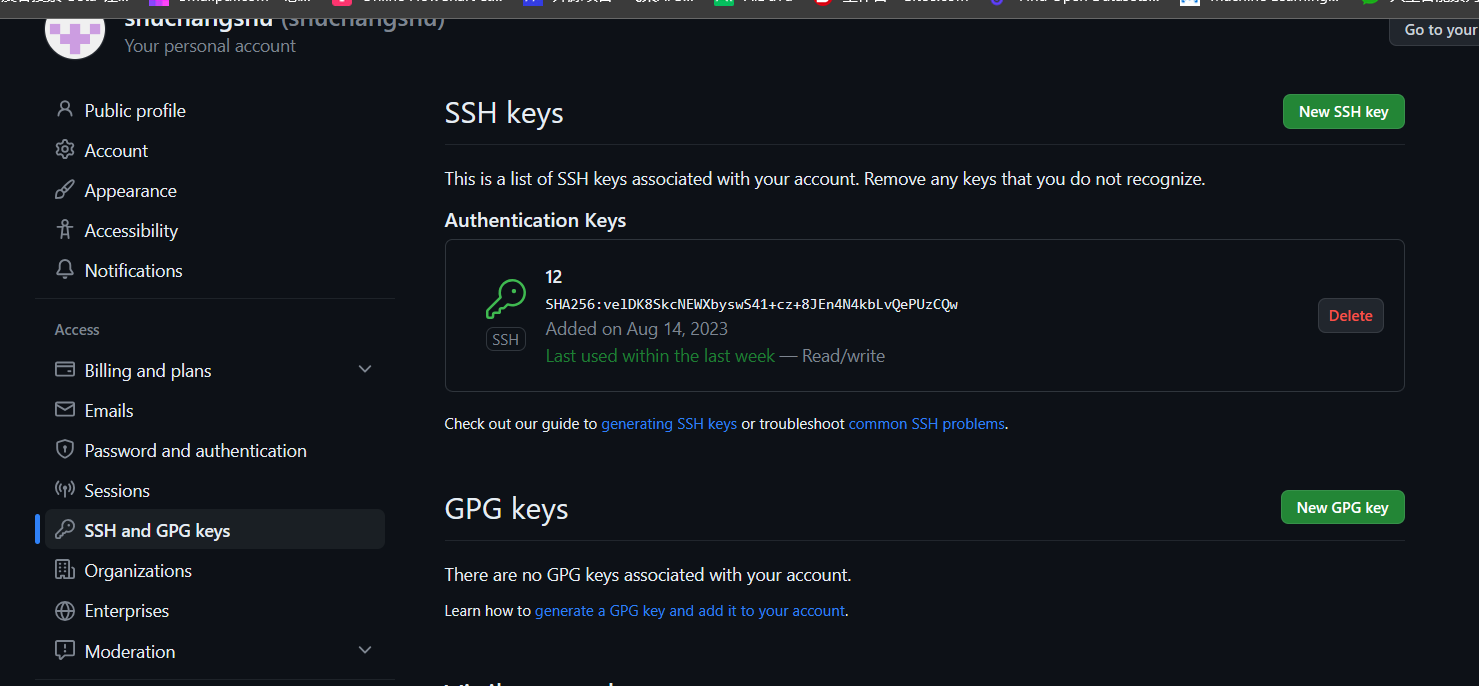 shuchangshu (shuchangshu)
Your personal account
Go to your
Public profile
Account
Appearance
Accessibility
Notifications
Access
Billing and plans
Emails
Password and authentication
Sessions
SSH and GPG keys
Organizations
Enterprises
Moderation
SSH keys
New SSH key
This is a list of SSH keys associated with your account. Remove any keys that you do not recognize.
Authentication Keys
12
SHA256:velDK8SkcNEWXbyswS41+cz+8JEn4N4kbLvQePUzCQw
Added on Aug 14, 2023
Last used within the last week — Read/write
SSH
Delete
Check out our guide to generating SSH keys or troubleshoot common SSH problems.
GPG keys
New GPG key
There are no GPG keys associated with your account.
Learn how to generate a GPG key and add it to your account.